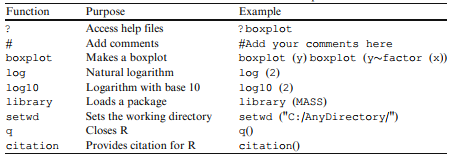 Function Purpose Example
? Access help files ?boxplot
# Add comments #Add your comments here
boxplot Makes a boxplot boxplot (y) boxplot (y~factor (x))
log Natural logarithm log (2)
log10 Logarithm with base 10 log10 (2)
library Loads a package library (MASS)
setwd Sets the working directory setwd ("C:/AnyDirectory/")
q Closes R q()
citation Provides citation for R citation()